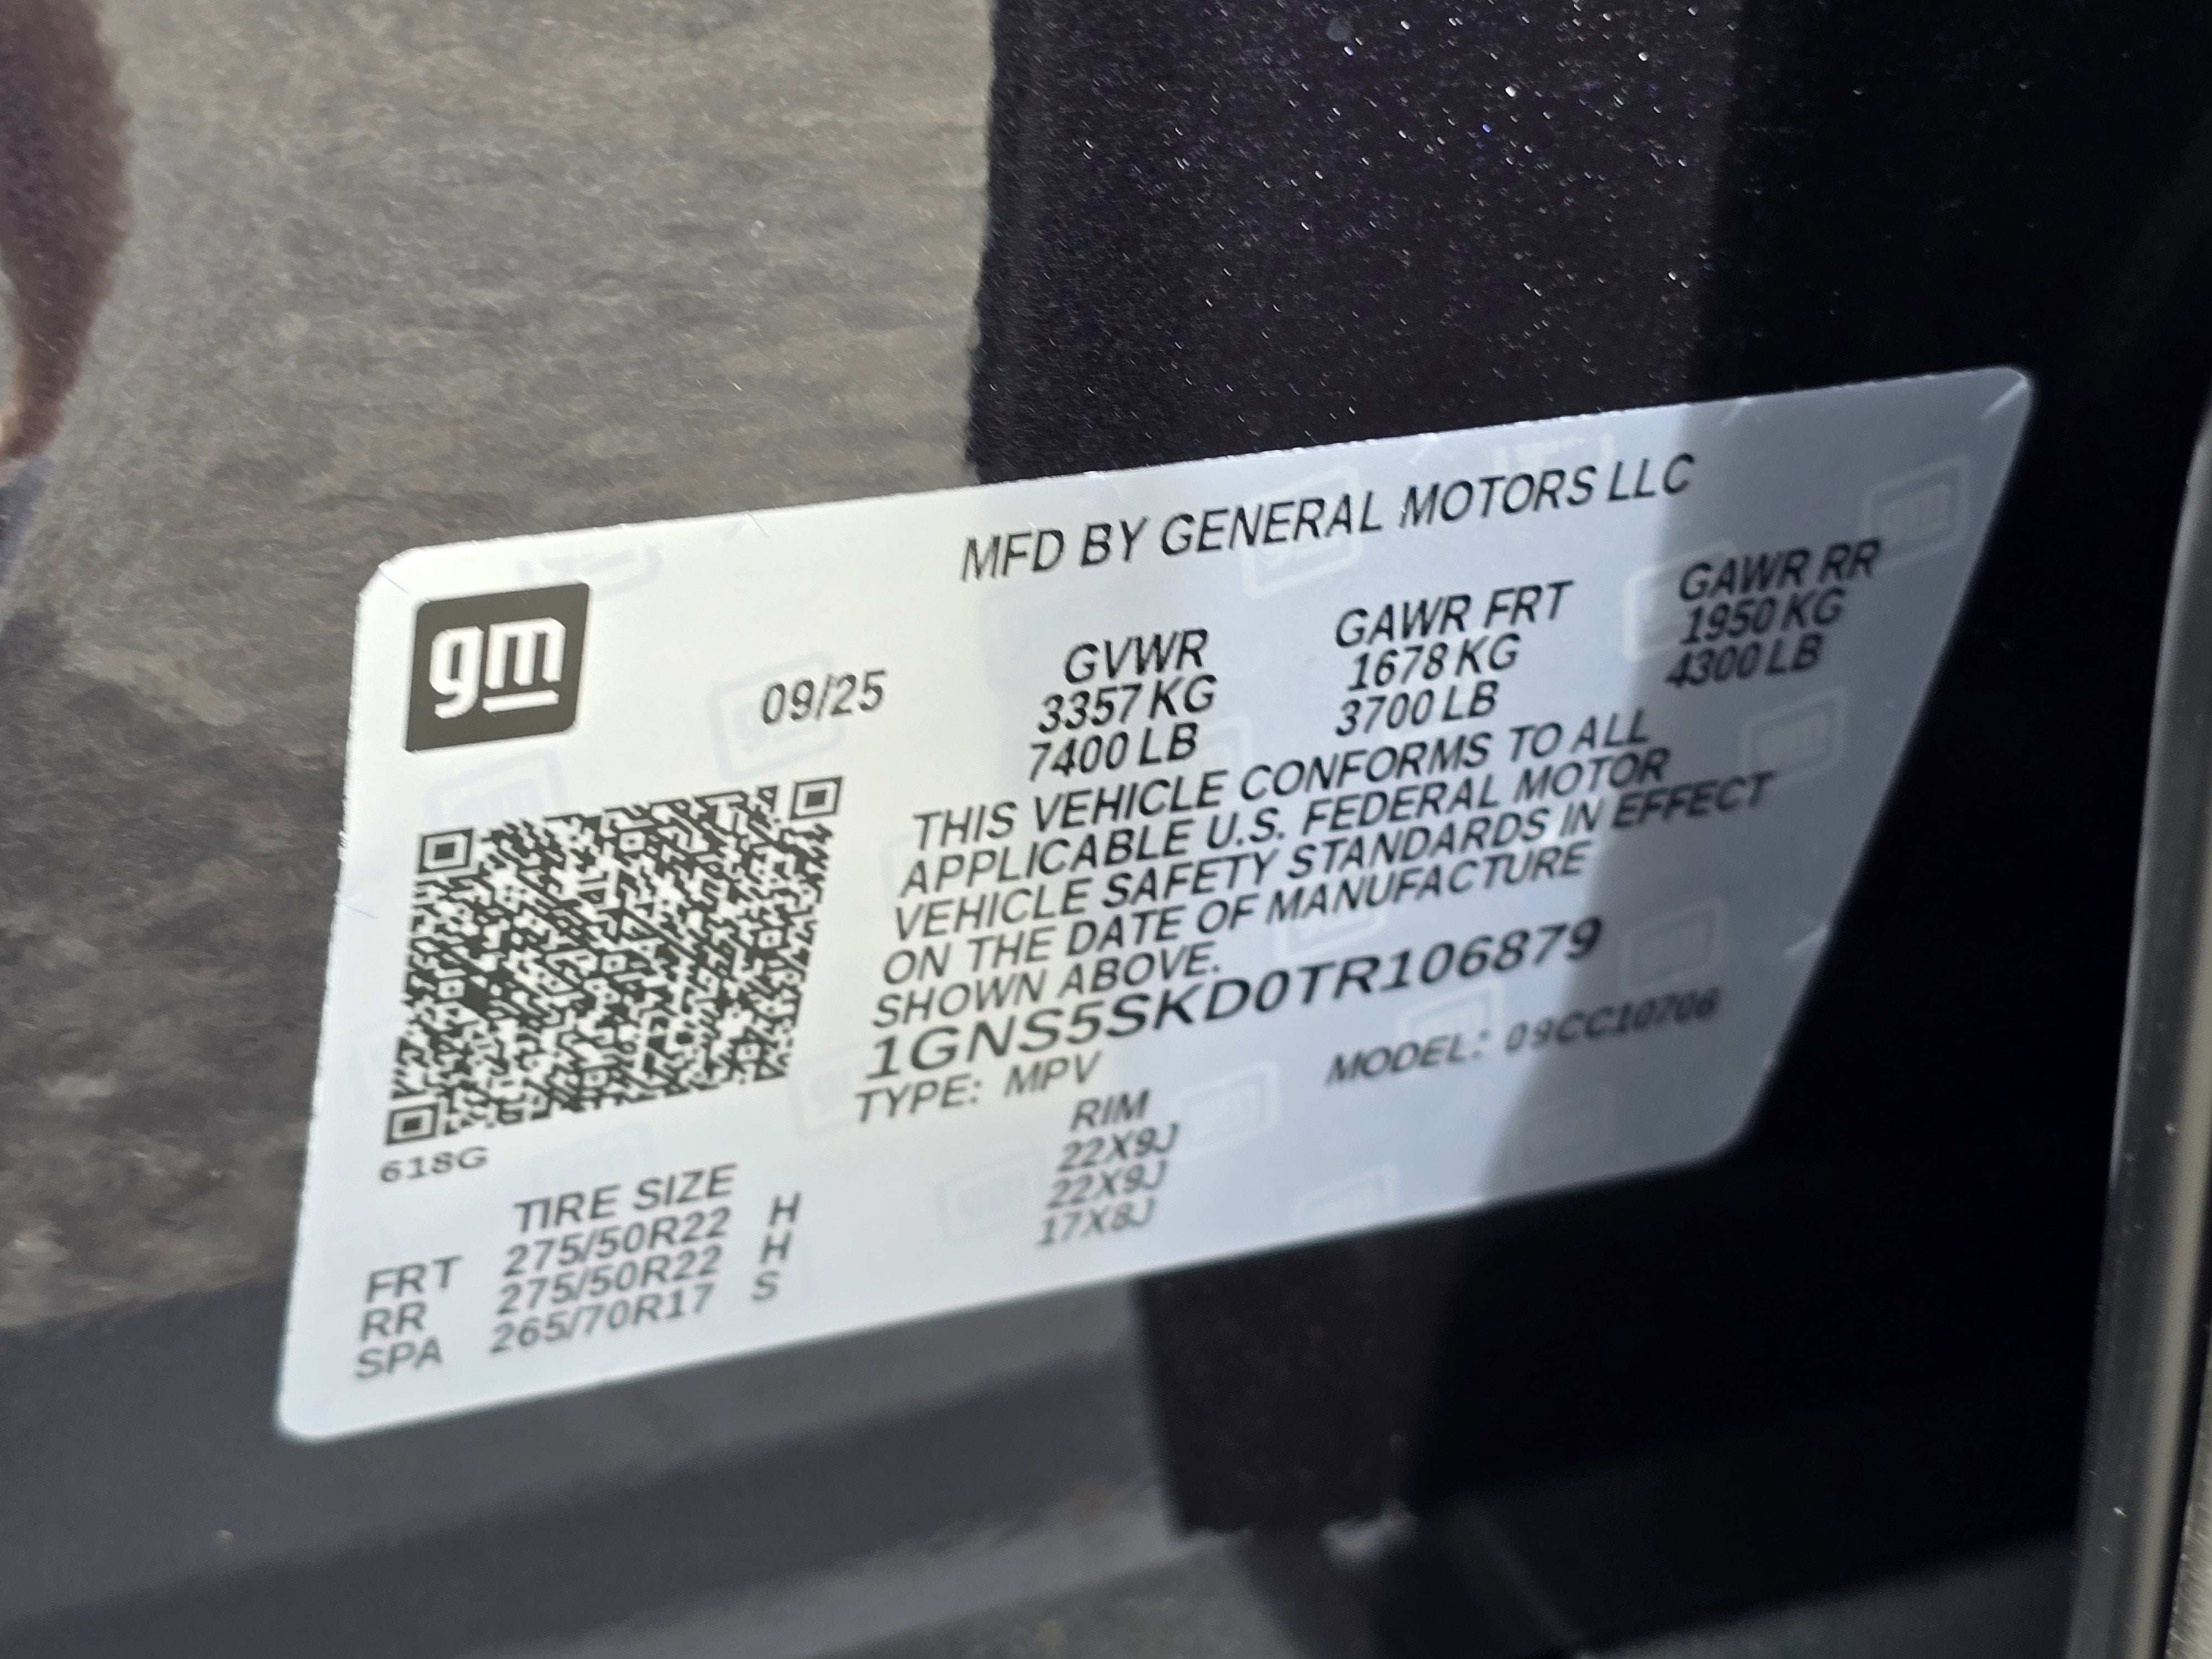 MFD BY GENERAL MOTORS LLC
gm
09/25
GVWR
3357 KG
7400 LB
GAWR FRT
1678 KG
3700 LB
GAWR RR
1950 KG
4300 LB
THIS VEHICLE CONFORMS TO ALL
APPLICABLE U.S. FEDERAL MOTOR
VEHICLE SAFETY STANDARDS IN EFFECT
ON THE DATE OF MANUFACTURE
SHOWN ABOVE.
1GNS5SKD0TR106879
TYPE: MPV MODEL: 09CC10706
618G
TIRE SIZE RIM
FRT 275/50R22 H 22X9J
RR 275/50R22 H 22X9J
SPA 265/70R17 S 17X8J